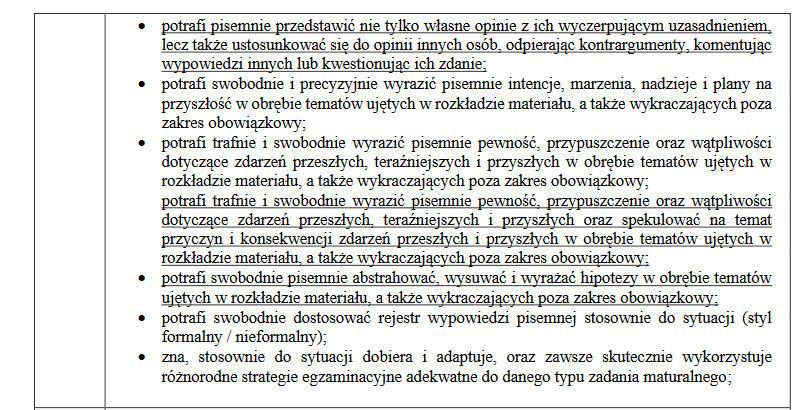 • potrafi pisemnie przedstawić nie tylko własne opinie z ich wyczerpującym uzasadnieniem,
lecz także ustosunkować się do opinii innych osób, odpierając kontrargumenty, komentując
wypowiedzi innych lub kwestionując ich zdanie;
• potrafi swobodnie i precyzyjnie wyrazić pisemnie intencje, marzenia, nadzieje i plany na
przyszłość w obrębie tematów ujętych w rozkładzie materiału, a także wykraczających poza
zakres obowiązkowy;
• potrafi trafnie i swobodnie wyrazić pisemnie pewność, przypuszczenie oraz wątpliwości
dotyczące zdarzeń przeszłych, teraźniejszych i przyszłych w obrębie tematów ujętych w
rozkładzie materiału, a także wykraczających poza zakres obowiązkowy;
potrafi trafnie i swobodnie wyrazić pisemnie pewność, przypuszczenie oraz wątpliwości
dotyczące zdarzeń przeszłych, teraźniejszych i przyszłych oraz spekulować na temat
przyczyn i konsekwencji zdarzeń przeszłych i przyszłych w obrębie tematów ujętych w
rozkładzie materiału, a także wykraczających poza zakres obowiązkowy;
• potrafi swobodnie pisemnie abstrahować, wysuwać i wyrażać hipotezy w obrębie tematów
ujętych w rozkładzie materiału, a także wykraczających poza zakres obowiązkowy;
• potrafi swobodnie dostosować rejestr wypowiedzi pisemnej stosownie do sytuacji (styl
formalny / nieformalny);
• zna, stosownie do sytuacji dobiera i adaptuje, oraz zawsze skutecznie wykorzystuje
różnorodne strategie egzaminacyjne adekwatne do danego typu zadania maturalnego;